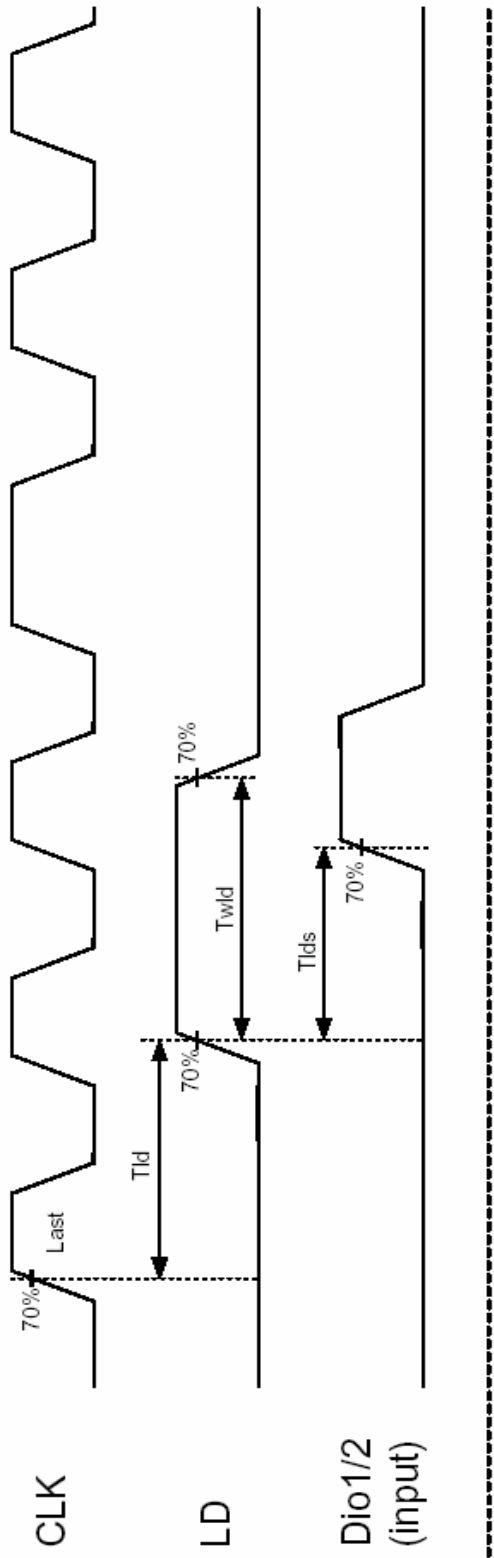 CLK
70%
Last
Tld
LD
70%
Twld
70%
Tlds
Dio1/2
(input)
70%